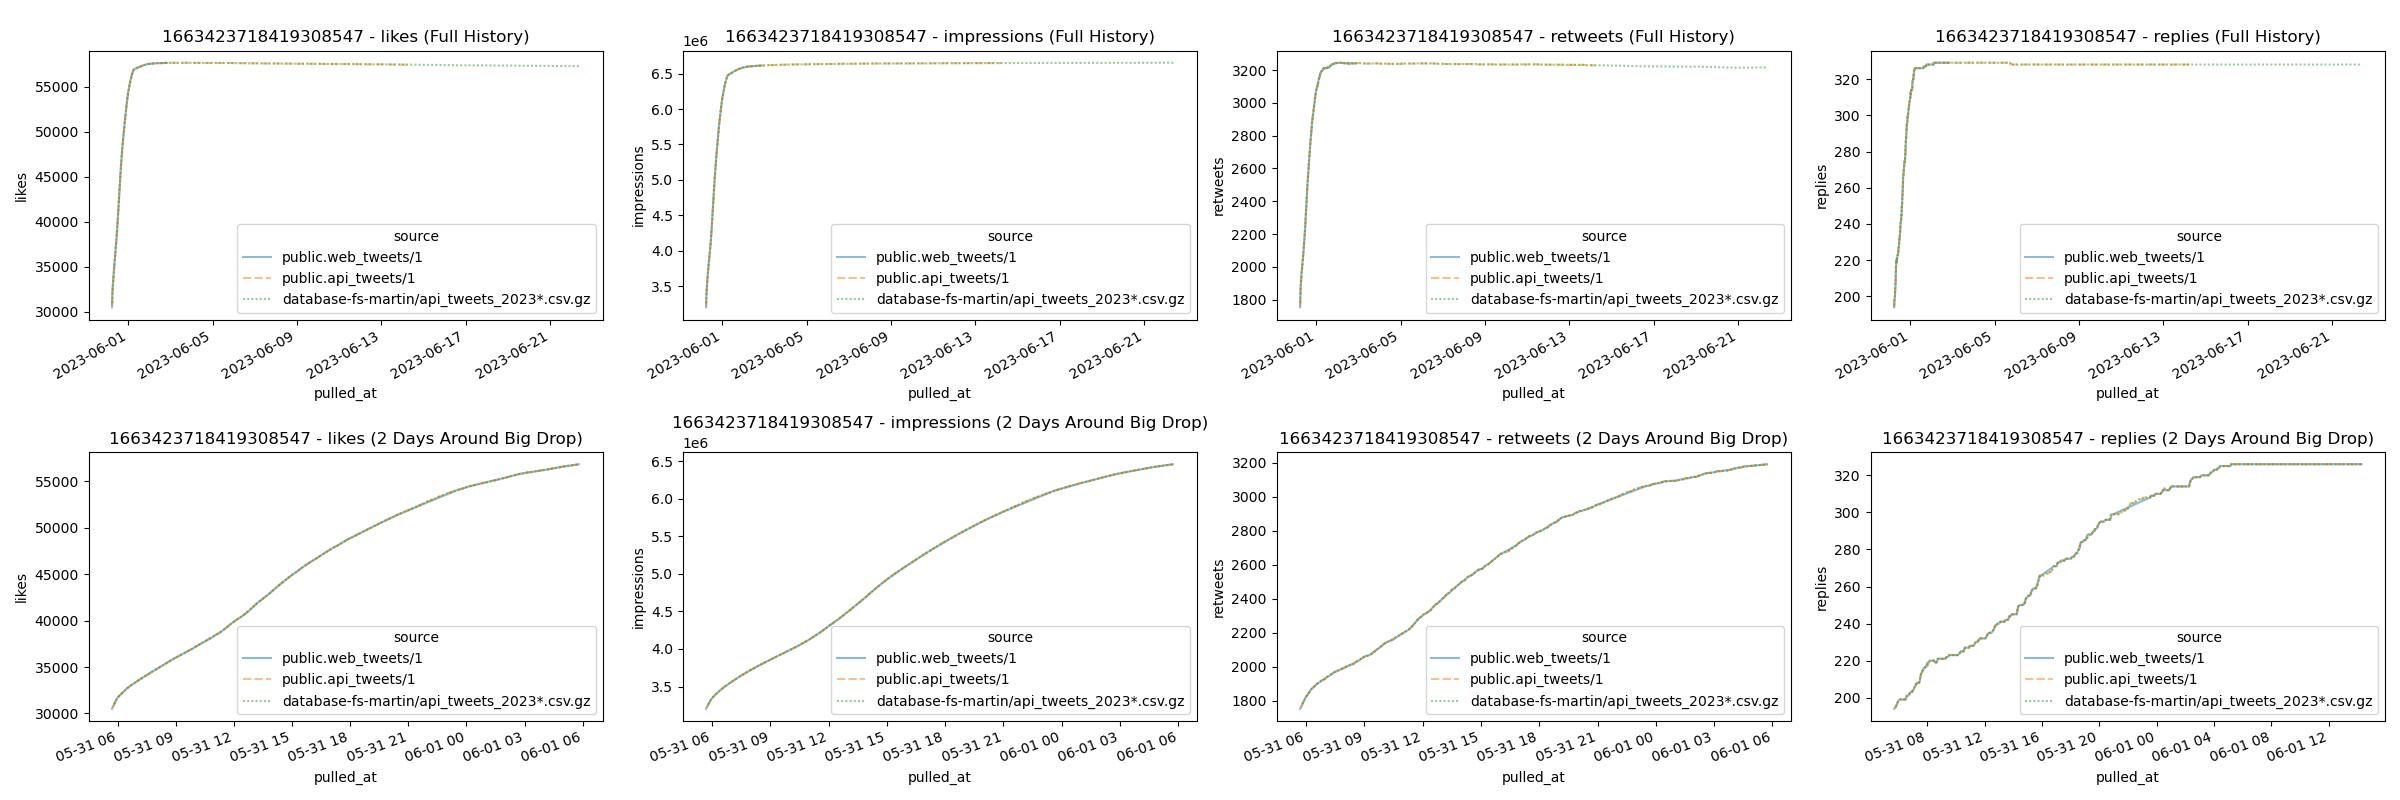 1663423718419308547 - likes (Full History)
likes
55000
50000
45000
40000
35000
30000
source
public.web_tweets/1
public.api_tweets/1
database-fs-martin/api_tweets_2023*.csv.gz
2023-06-01
2023-06-05
2023-06-09
2023-06-13
2023-06-17
2023-06-21
pulled_at
1663423718419308547 - impressions (Full History)
1e6
impressions
6.5
6.0
5.5
5.0
4.5
4.0
3.5
source
public.web_tweets/1
public.api_tweets/1
database-fs-martin/api_tweets_2023*.csv.gz
2023-06-01
2023-06-05
2023-06-09
2023-06-13
2023-06-17
2023-06-21
pulled_at
1663423718419308547 - retweets (Full History)
retweets
3200
3000
2800
2600
2400
2200
2000
1800
source
public.web_tweets/1
public.api_tweets/1
database-fs-martin/api_tweets_2023*.csv.gz
2023-06-01
2023-06-05
2023-06-09
2023-06-13
2023-06-17
2023-06-21
pulled_at
1663423718419308547 - replies (Full History)
replies
320
300
280
260
240
220
200
source
public.web_tweets/1
public.api_tweets/1
database-fs-martin/api_tweets_2023*.csv.gz
2023-06-01
2023-06-05
2023-06-09
2023-06-13
2023-06-17
2023-06-21
pulled_at
1663423718419308547 - likes (2 Days Around Big Drop)
likes
55000
50000
45000
40000
35000
30000
source
public.web_tweets/1
public.api_tweets/1
database-fs-martin/api_tweets_2023*.csv.gz
05-31 06
05-31 09
05-31 12
05-31 15
05-31 18
05-31 21
06-01 00
06-01 03
06-01 06
pulled_at
1663423718419308547 - impressions (2 Days Around Big Drop)
1e6
impressions
6.5
6.0
5.5
5.0
4.5
4.0
3.5
source
public.web_tweets/1
public.api_tweets/1
database-fs-martin/api_tweets_2023*.csv.gz
05-31 06
05-31 09
05-31 12
05-31 15
05-31 18
05-31 21
06-01 00
06-01 03
06-01 06
pulled_at
1663423718419308547 - retweets (2 Days Around Big Drop)
retweets
3200
3000
2800
2600
2400
2200
2000
1800
source
public.web_tweets/1
public.api_tweets/1
database-fs-martin/api_tweets_2023*.csv.gz
05-31 06
05-31 09
05-31 12
05-31 15
05-31 18
05-31 21
06-01 00
06-01 03
06-01 06
pulled_at
1663423718419308547 - replies (2 Days Around Big Drop)
replies
320
300
280
260
240
220
200
source
public.web_tweets/1
public.api_tweets/1
database-fs-martin/api_tweets_2023*.csv.gz
05-31 08
05-31 12
05-31 16
05-31 20
06-01 00
06-01 04
06-01 08
06-01 12
pulled_at